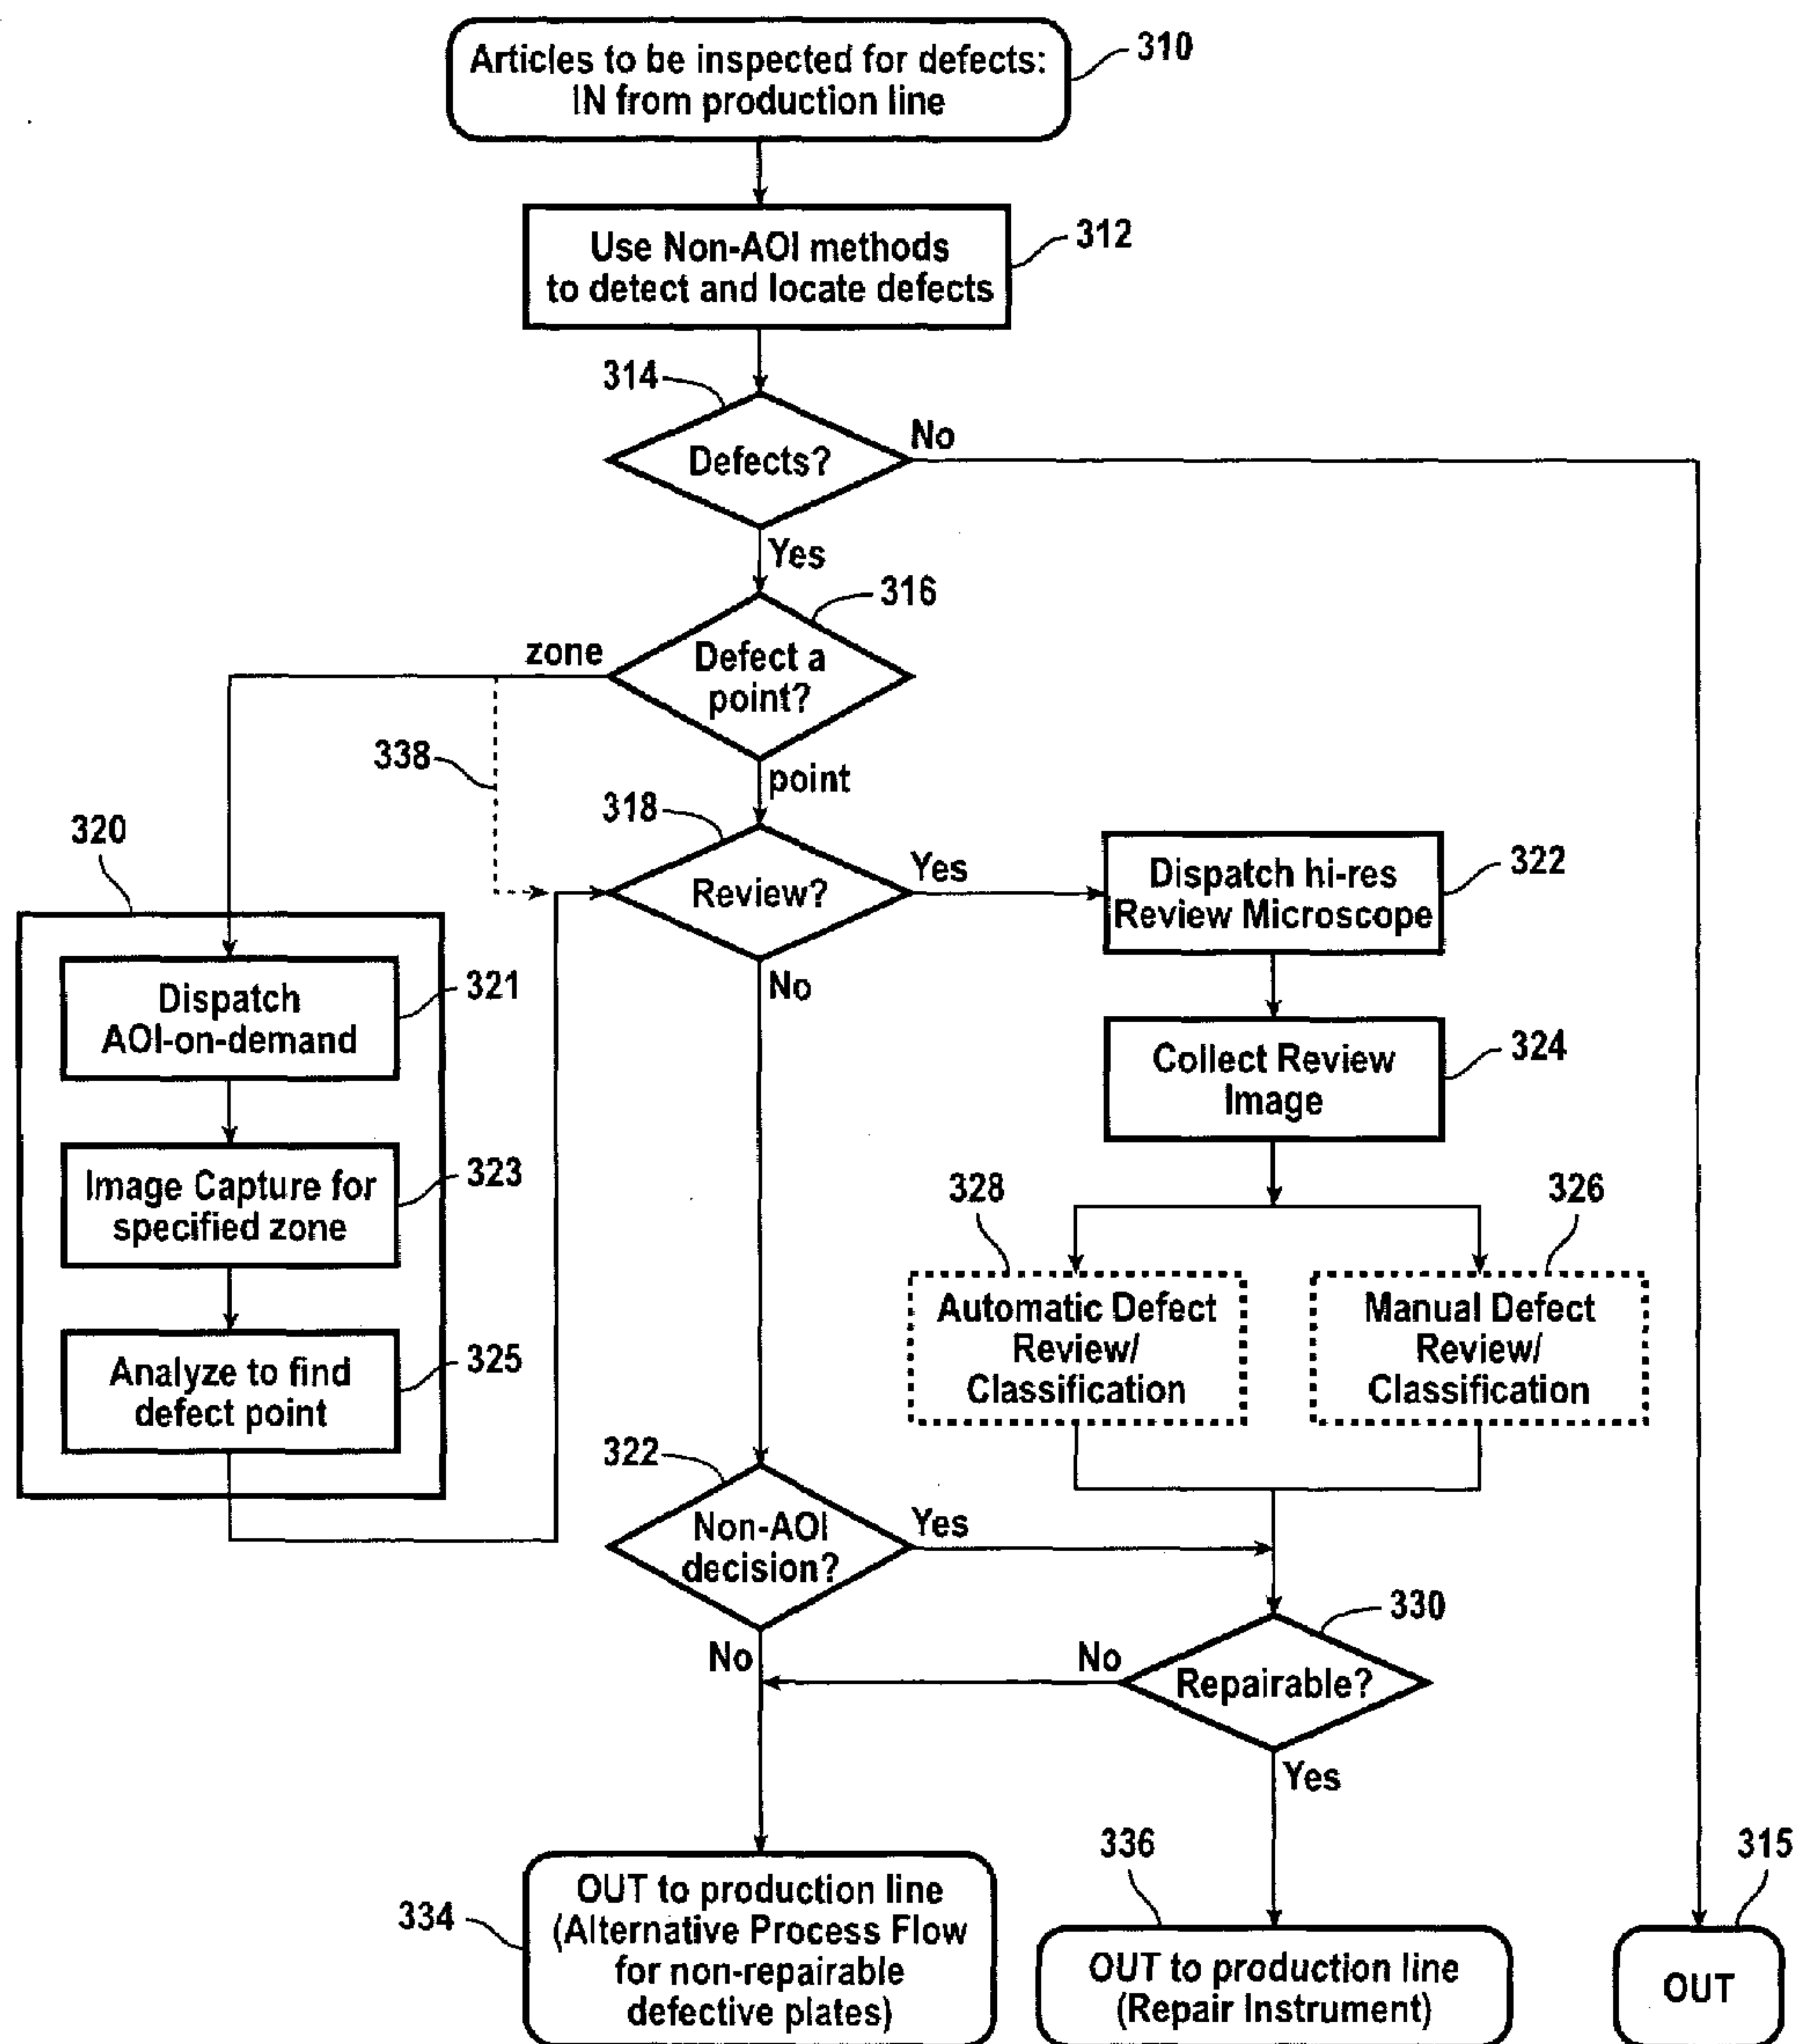 Articles to be inspected for defects:
IN from production line
310
Use Non-AOI methods
to detect and locate defects
312
314
Defects?
No
Yes
316
Defect a
point?
zone
338
point
318
Review?
Yes
No
320
Dispatch
AOI-on-demand
321
Image Capture for
specified zone
323
Analyze to find
defect point
325
Dispatch hi-res
Review Microscope
322
Collect Review
Image
324
328
Automatic Defect
Review/
Classification
326
Manual Defect
Review/
Classification
322
Non-AOI
decision?
Yes
No
330
Repairable?
No
Yes
334
OUT to production line
(Alternative Process Flow
for non-repairable
defective plates)
336
OUT to production line
(Repair Instrument)
315
OUT